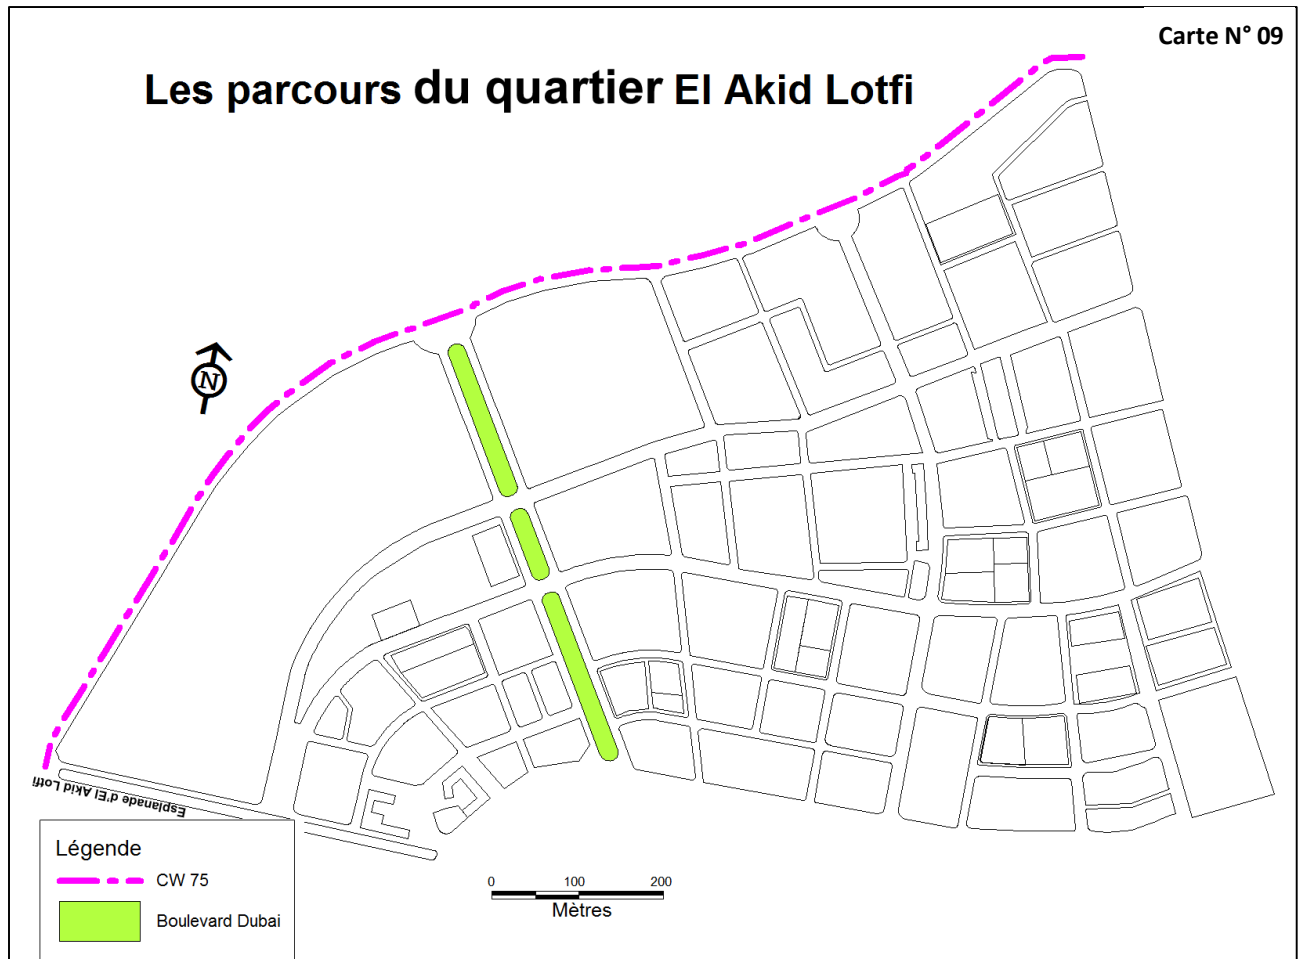 Carte N° 09
Les parcours du quartier El Akid Lotfi
N
Esplanade d'El Akid Lotfi
Légende
CW 75
Boulevard Dubai
0 100 200
Mètres